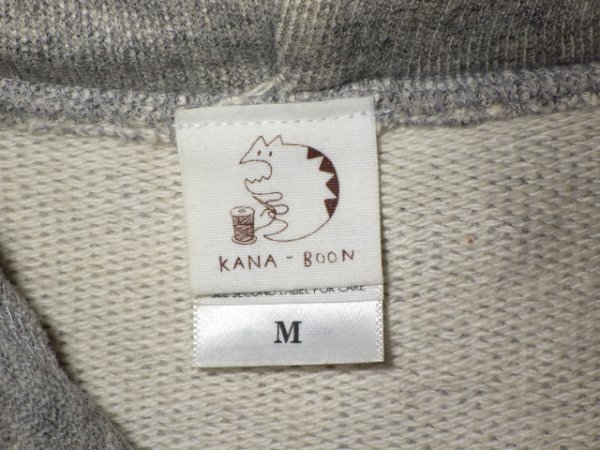 KANA-BOON
SEE SECOND LABEL FOR CARE
M